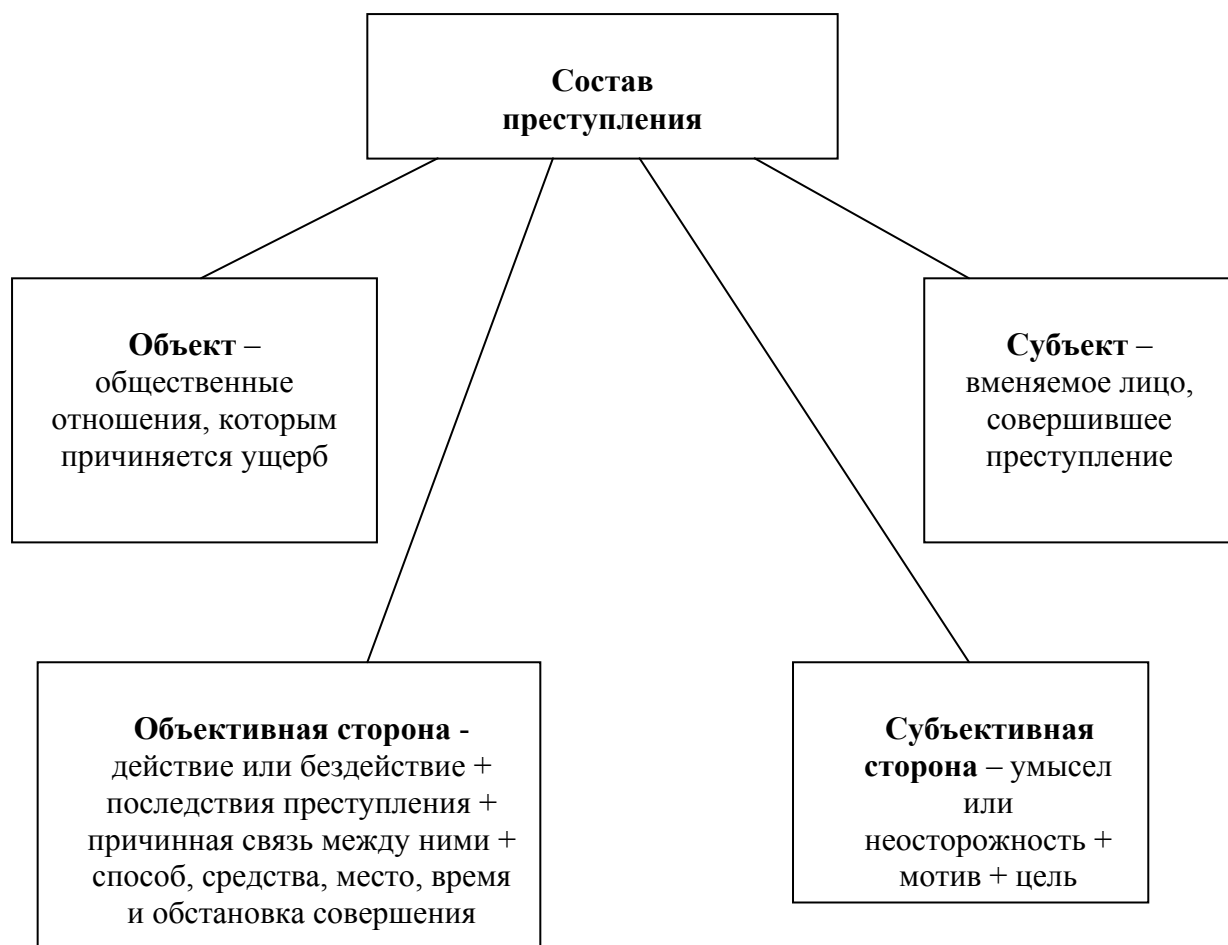 Состав
преступления
Объект –
общественные
отношения, которым
причиняется ущерб
Субъект –
вменяемое лицо,
совершившее
преступление
Объективная сторона -
действие или бездействие +
последствия преступления +
причинная связь между ними +
способ, средства, место, время
и обстановка совершения
Субъективная
сторона – умысел
или
неосторожность +
мотив + цель